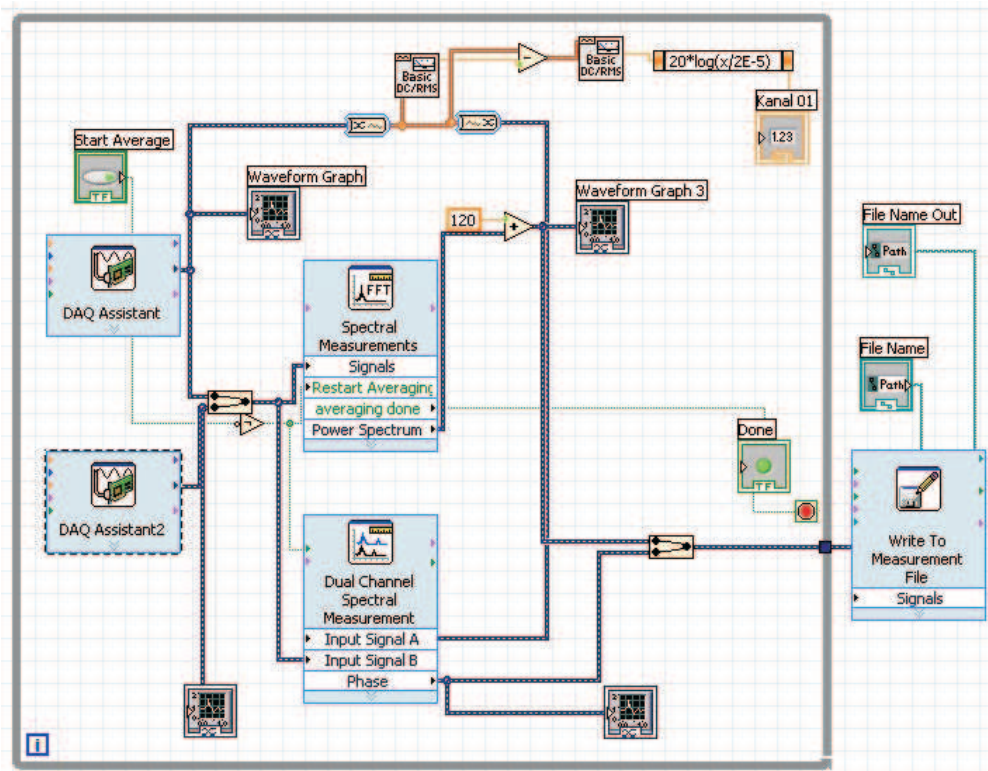 Basic
DC/RMS
Basic
DC/RMS
20*log(x/2E-5)
Kanal 01
1.23
Start Average
TF
Waveform Graph
Waveform Graph 3
120
File Name Out
Path
DAQ Assistant
FFT
Spectral
Measurements
Signals
Restart Averaging
averaging done
Power Spectrum
File Name
Path
Done
TF
DAQ Assistant2
Dual Channel
Spectral
Measurement
Input Signal A
Input Signal B
Phase
Write To
Measurement
File
Signals
i